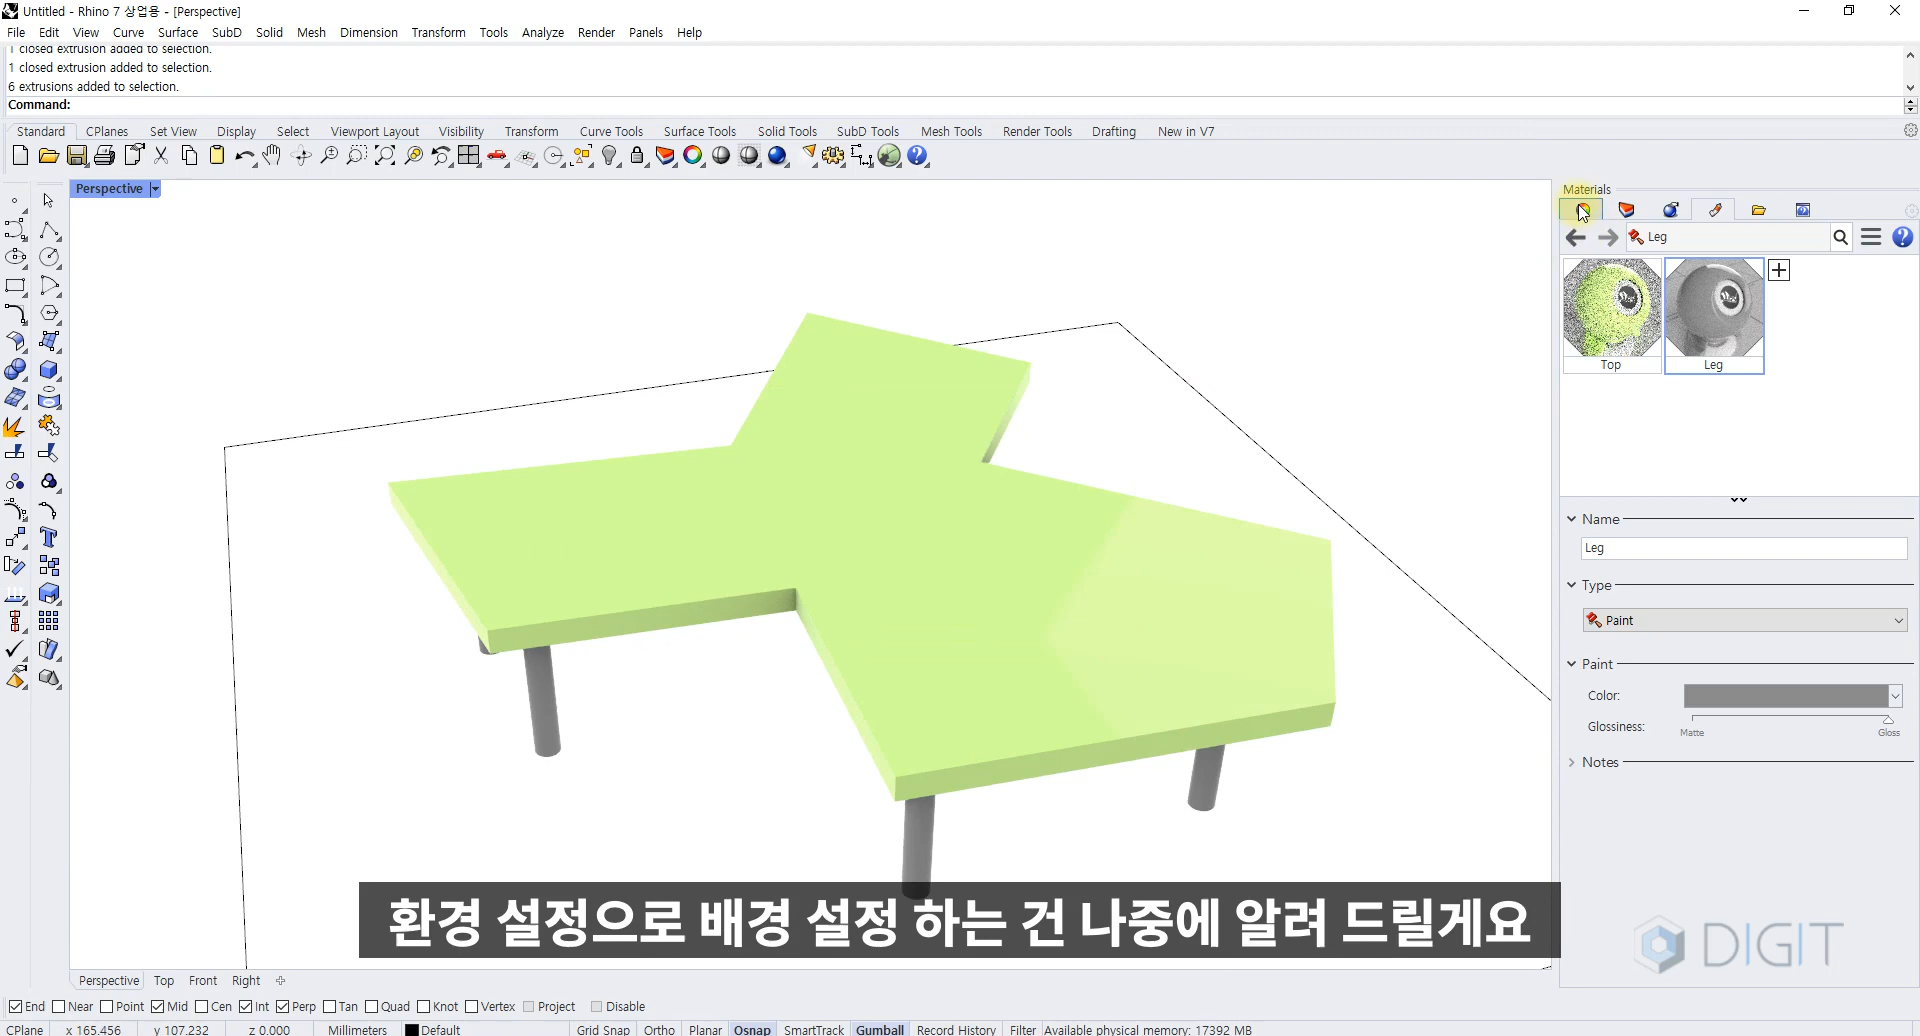 Untitled - Rhino 7 상업용 - [Perspective]
File Edit View Curve Surface SubD Solid Mesh Dimension Transform Tools Analyze Render Panels Help
1 closed extrusion added to selection.
1 closed extrusion added to selection.
6 extrusions added to selection.
Command:
Standard CPlanes Set View Display Select Viewport Layout Visibility Transform Curve Tools Surface Tools Solid Tools SubD Tools Mesh Tools Render Tools Drafting New in V7
Perspective
Materials
Leg
Top
Leg
Name
Leg
Type
Paint
Paint
Color:
Glossiness:
Matte Gloss
Notes
환경 설정으로 배경 설정 하는 건 나중에 알려 드릴게요
DIGIT
Perspective Top Front Right
End Near Point Mid Cen Int Perp Tan Quad Knot Vertex Project Disable
CPlane x 165.456 y 107.232 z 0.000 Millimeters Default Grid Snap Ortho Planar Osnap SmartTrack Gumball Record History Filter Available physical memory: 17392 MB